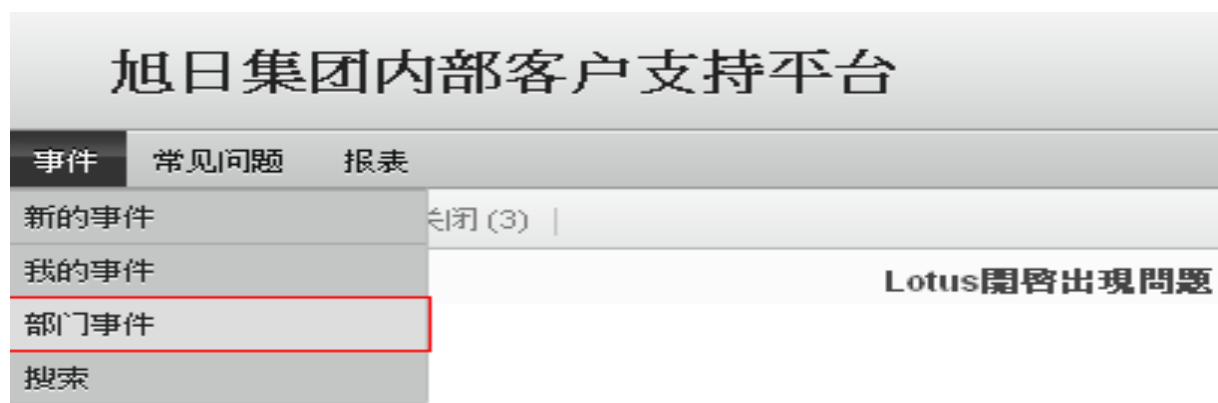 旭日集团内部客户支持平台
事件 常见问题 报表
新的事件
关闭 (3) |
我的事件
Lotus開啓出現問題
部门事件
搜索